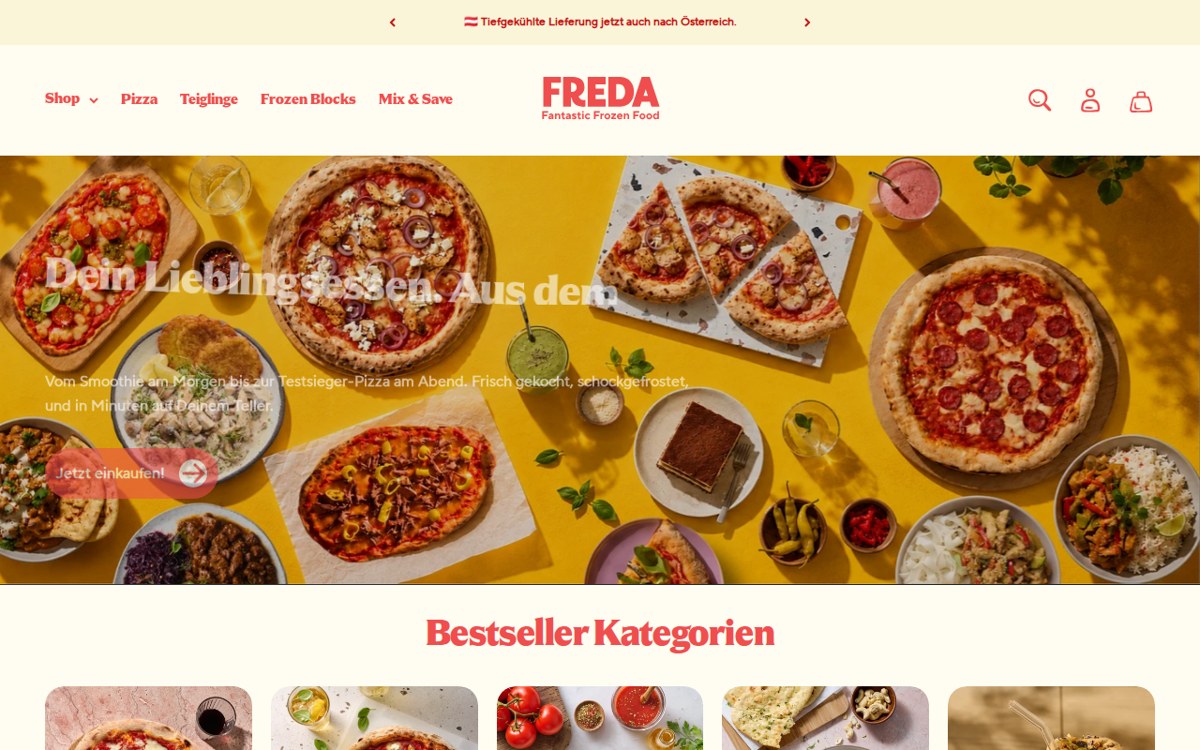 🇦🇹 Tiefgekühlte Lieferung jetzt auch nach Österreich.
Shop Pizza Teiglinge Frozen Blocks Mix & Save
FREDA
Fantastic Frozen Food
Dein Lieblingsessen. Aus dem
Vom Smoothie am Morgen bis zur Testsieger-Pizza am Abend. Frisch gekocht, schockgefrostet,
und in Minuten auf Deinem Teller.
Jetzt einkaufen!
Bestseller Kategorien